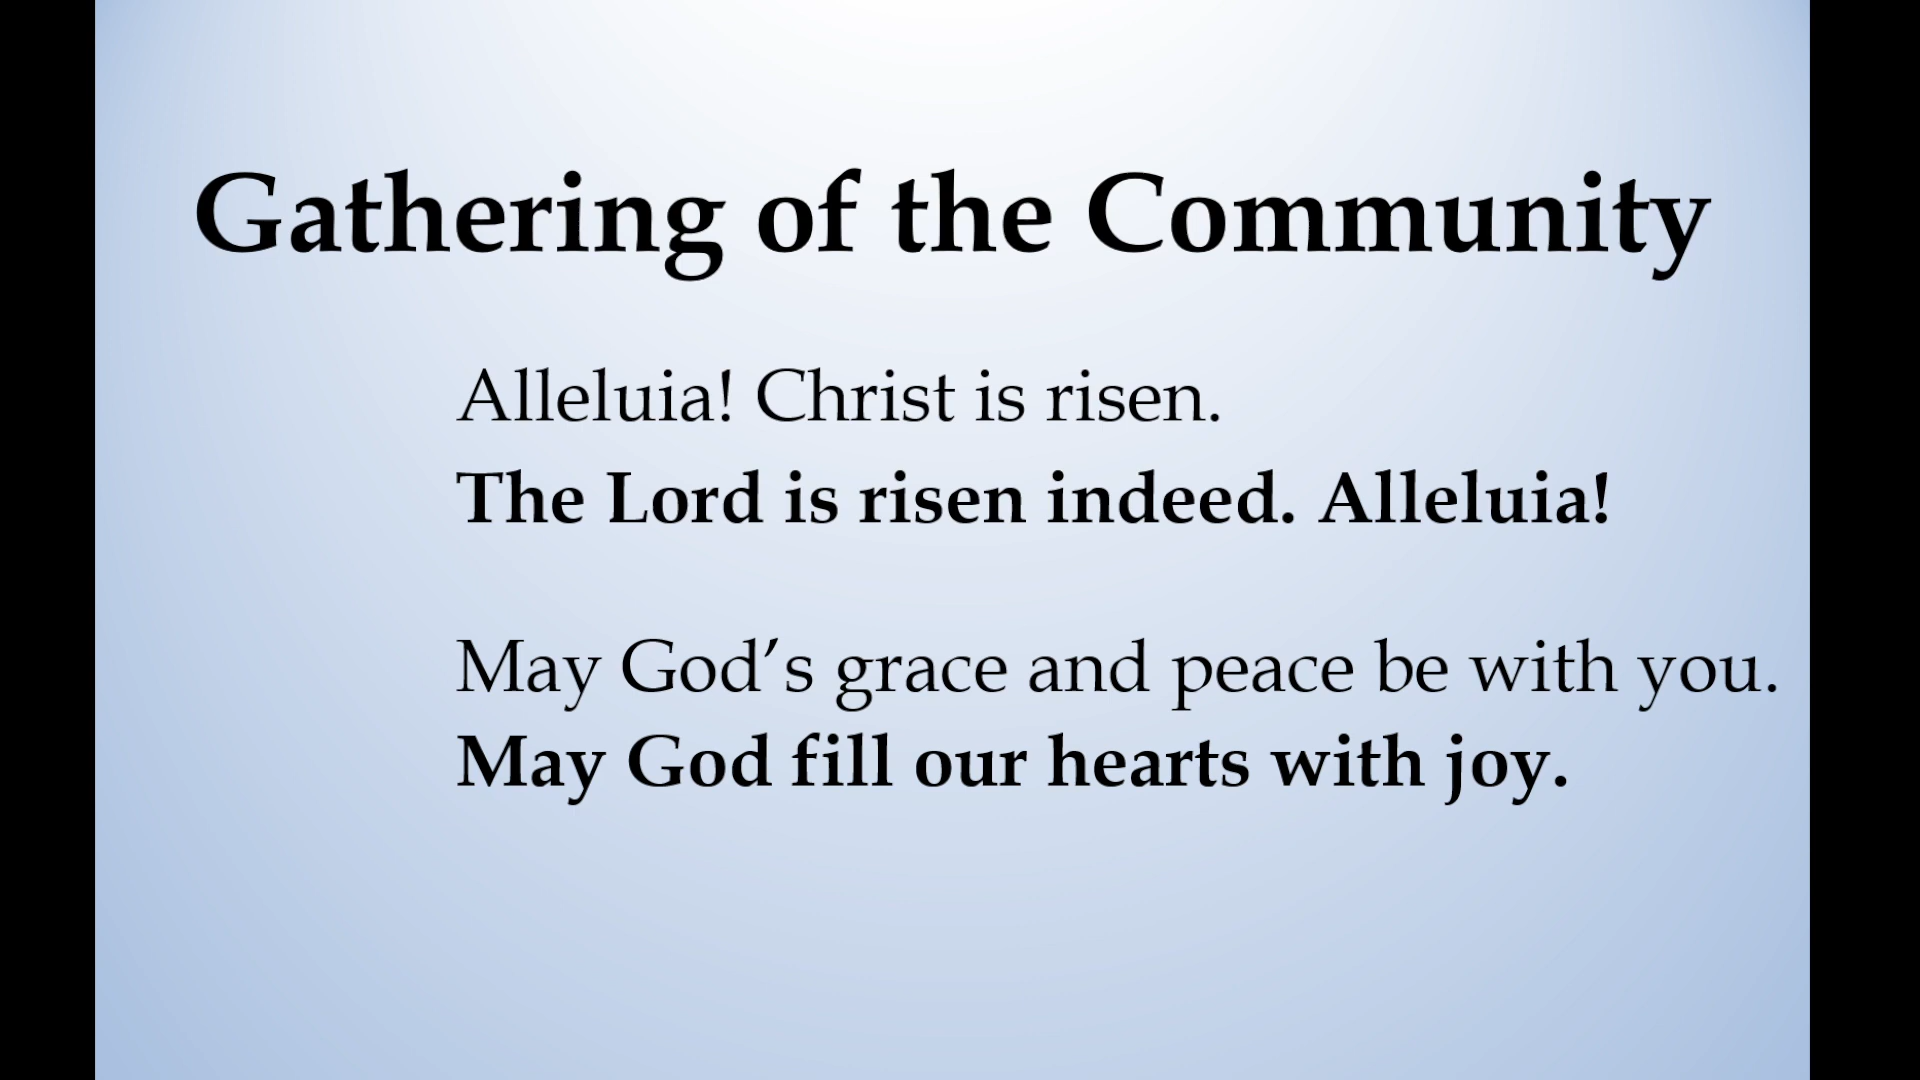 Gathering of the Community
Alleluia! Christ is risen.
The Lord is risen indeed. Alleluia!
May God’s grace and peace be with you.
May God fill our hearts with joy.